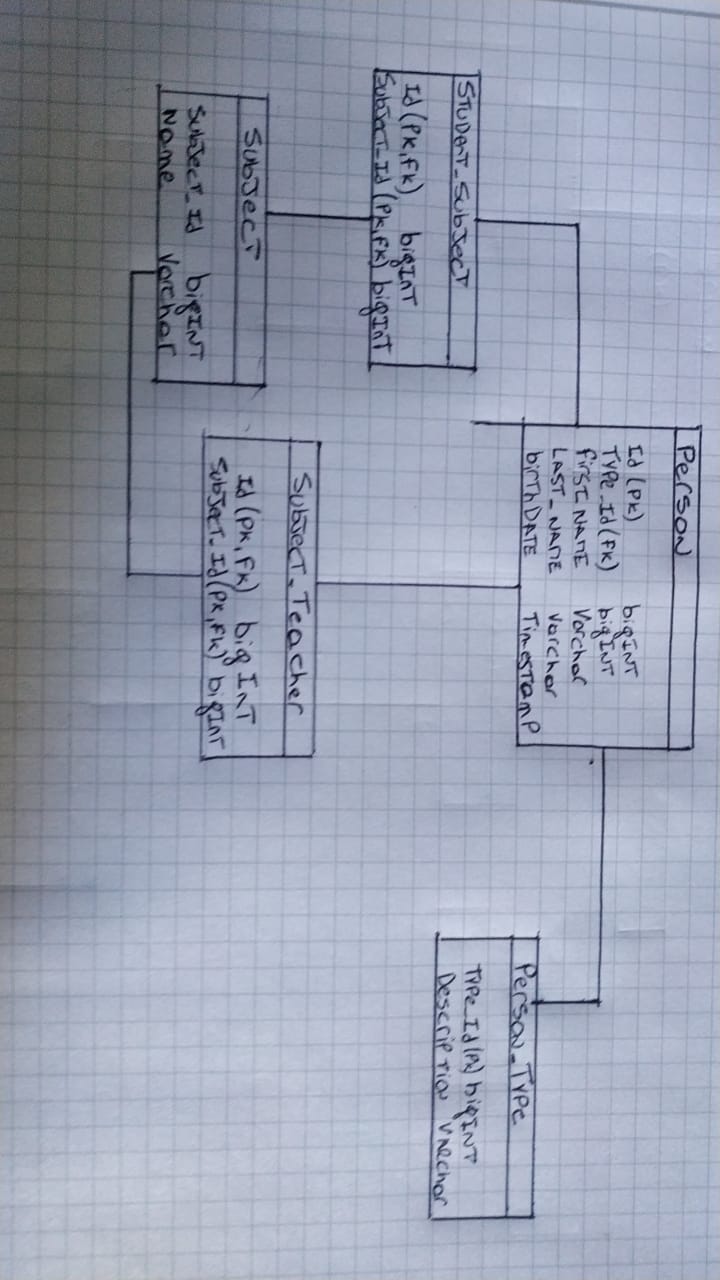 Person
Id (PK) bigINT
Type_Id (FK) bigINT
firstNAME Varchar
LAST_NAME Varchar
birthDATE TimesTamp
STUDenT_SubJecT
Id (PK,FK) bigInT
SubJecT_Id (PK,FK) bigInT
SubJecT
SubJecT_Id bigINT
Name Varchar
SubJecT_Teacher
Id (PK,FK) bigINT
SubJecT_Id (PK,FK) bigInT
Person_Type
Type_Id (PK) bigINT
Description Varchar